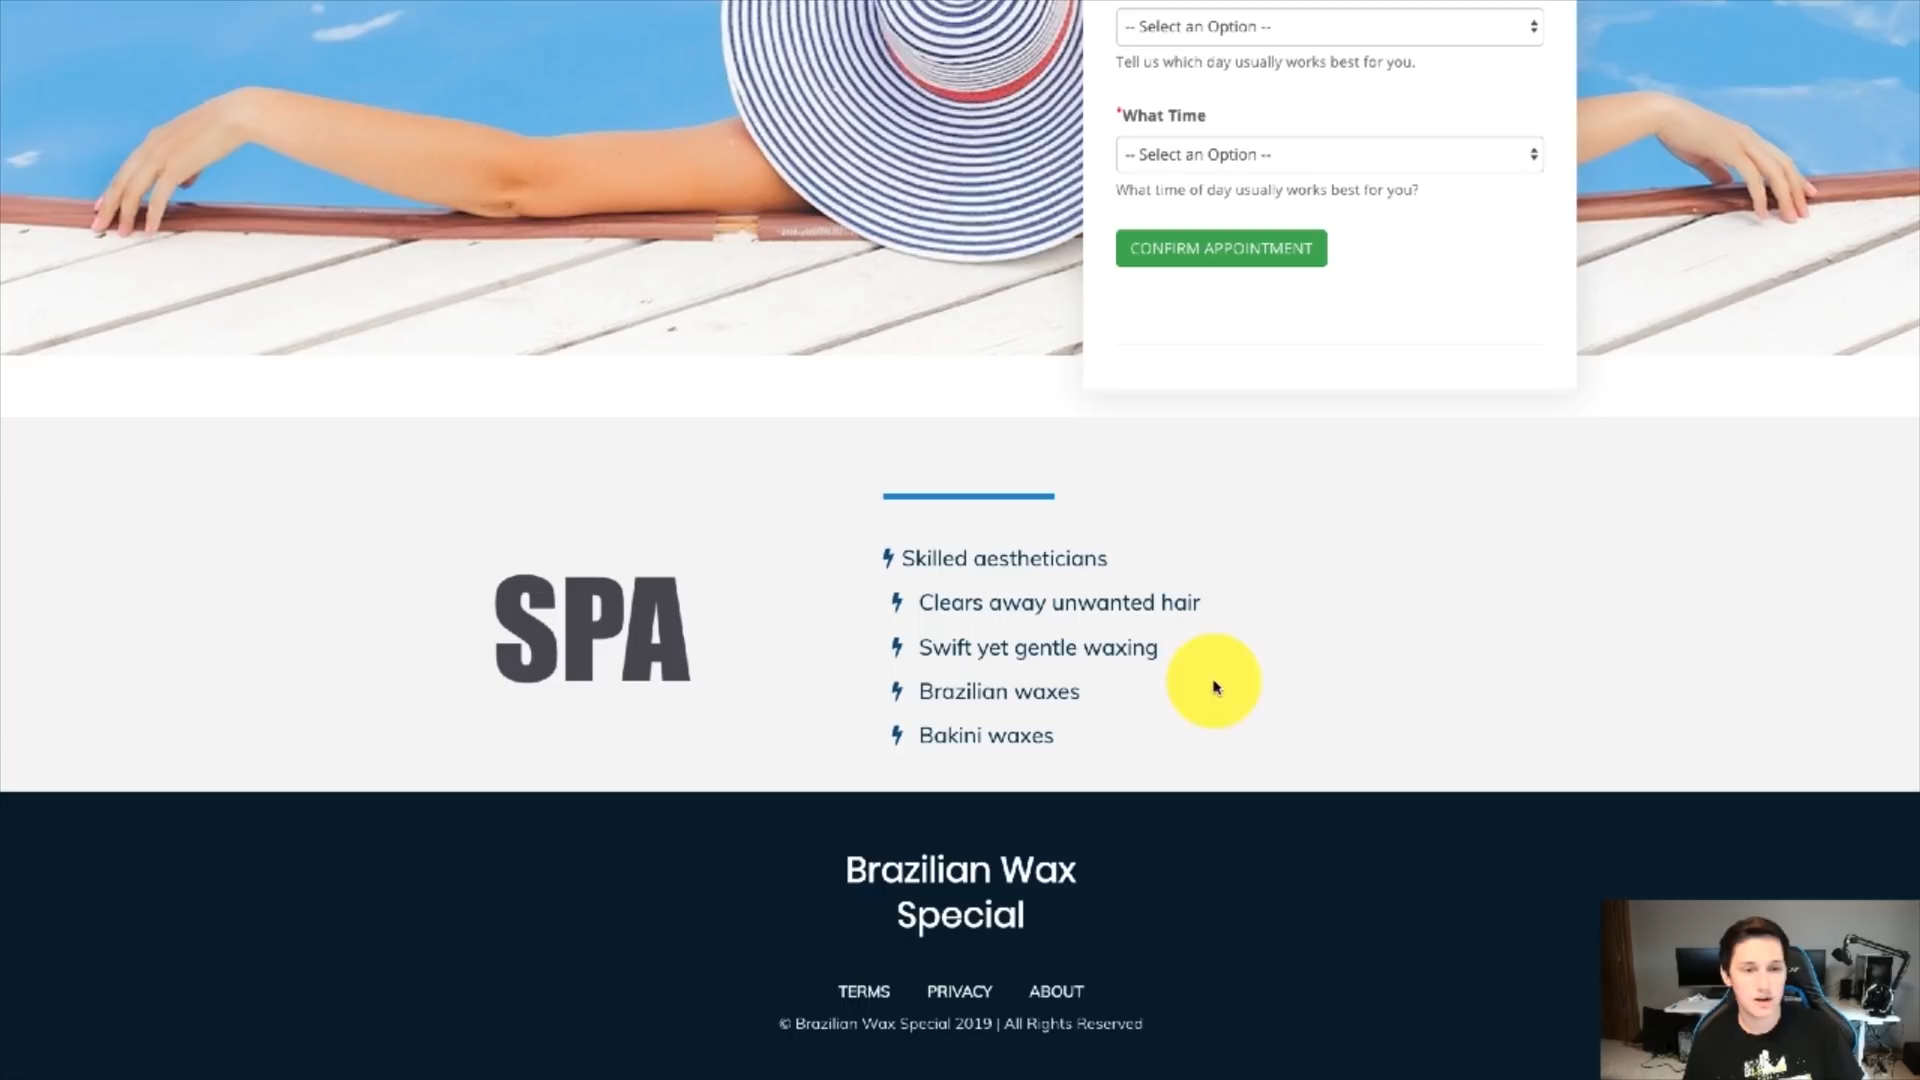 -- Select an Option --
Tell us which day usually works best for you.
*What Time
-- Select an Option --
What time of day usually works best for you?
CONFIRM APPOINTMENT
SPA
Skilled aestheticians
Clears away unwanted hair
Swift yet gentle waxing
Brazilian waxes
Bakini waxes
Brazilian Wax
Special
TERMS PRIVACY ABOUT
© Brazilian Wax Special 2019 | All Rights Reserved